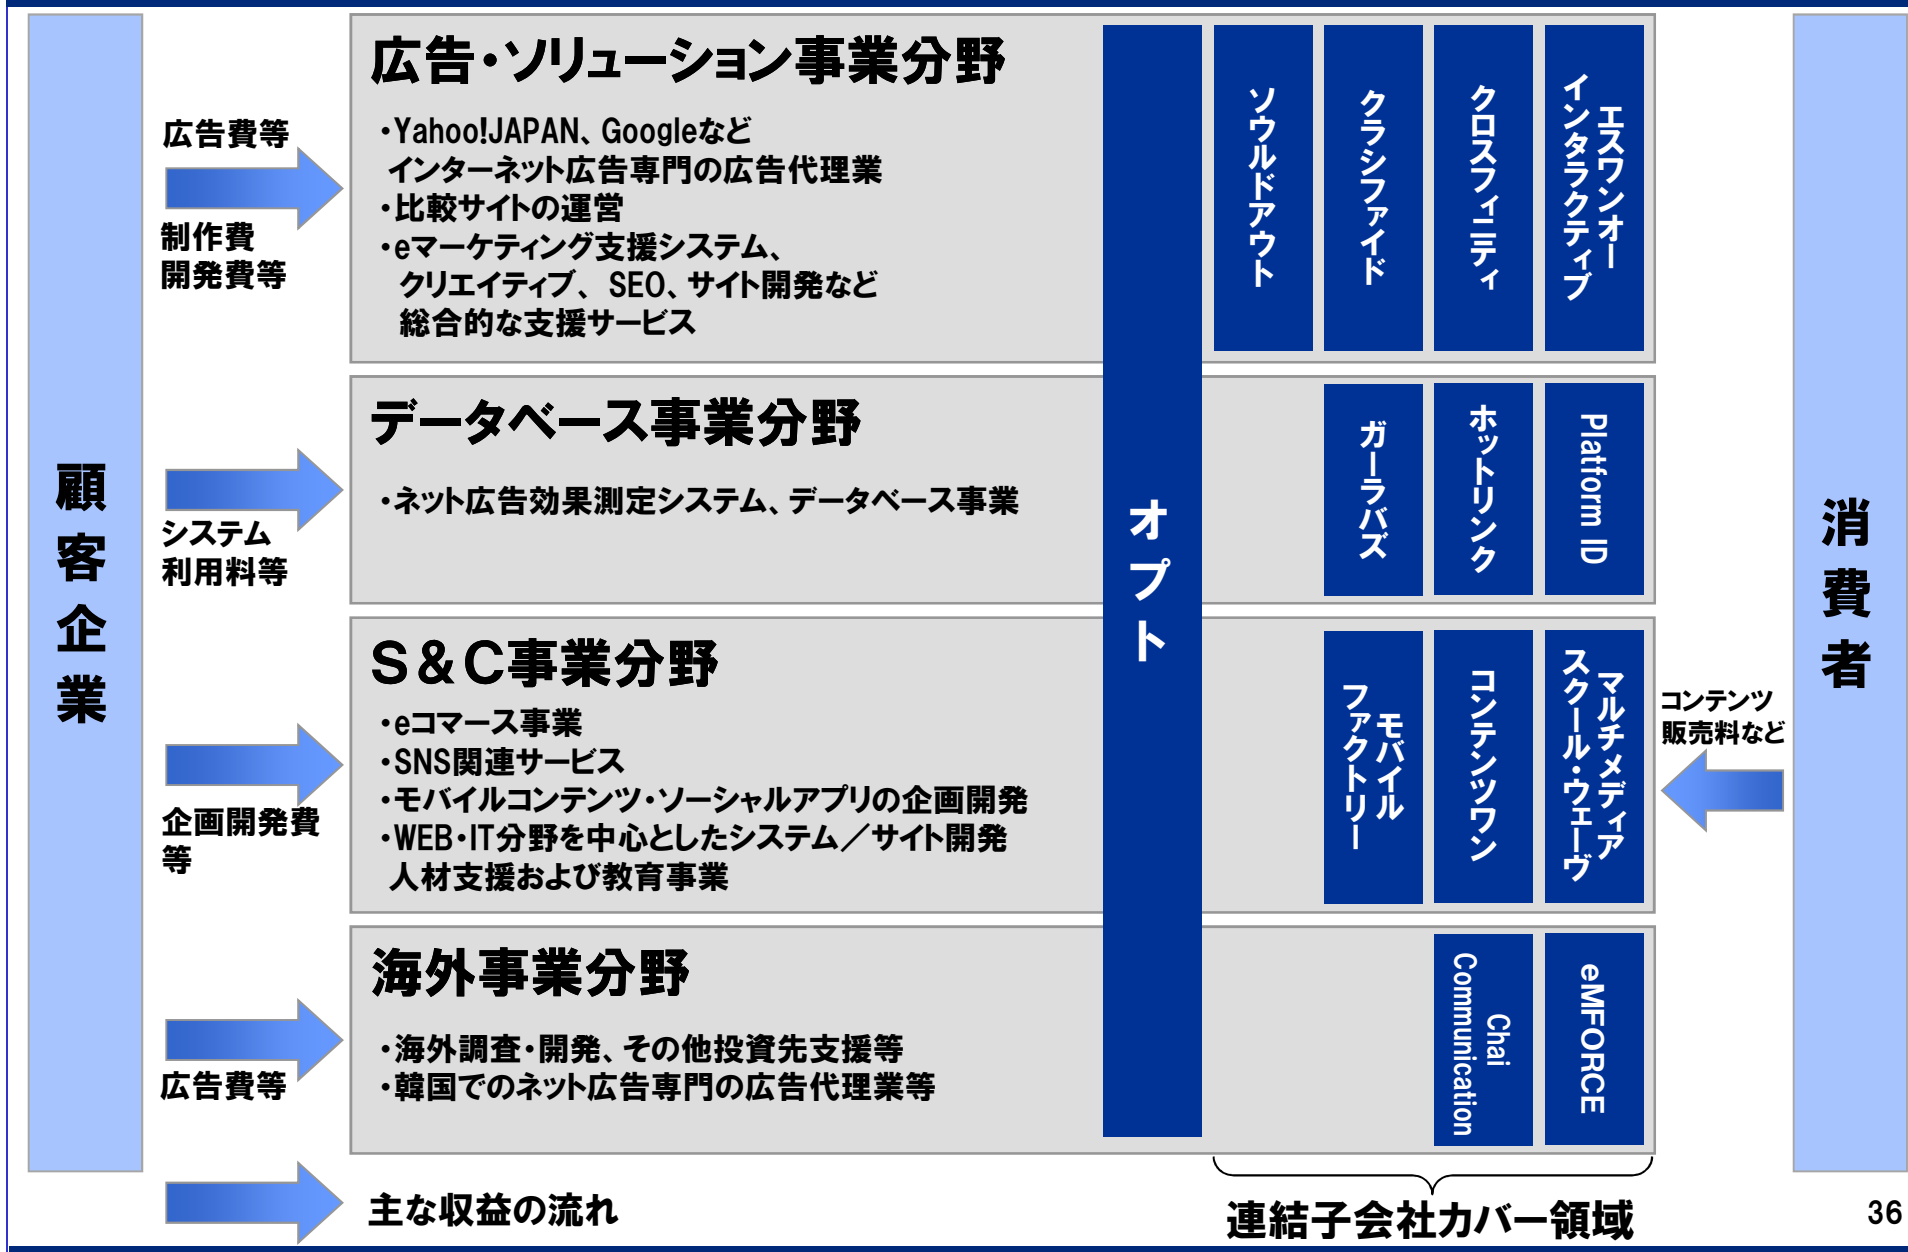 顧客企業
広告費等
制作費
開発費等
システム
利用料等
企画開発費
等
広告費等
広告・ソリューション事業分野
・Yahoo!JAPAN、Googleなど
インターネット広告専門の広告代理業
・比較サイトの運営
・eマーケティング支援システム、
クリエイティブ、SEO、サイト開発など
総合的な支援サービス
データベース事業分野
・ネット広告効果測定システム、データベース事業
S&C事業分野
・eコマース事業
・SNS関連サービス
・モバイルコンテンツ・ソーシャルアプリの企画開発
・WEB・IT分野を中心としたシステム／サイト開発
人材支援および教育事業
海外事業分野
・海外調査・開発、その他投資先支援等
・韓国でのネット広告専門の広告代理業等
オプト
ソウルドアウト
クラシファイド
クロスフィニティ
エスワンオー
インタラクティブ
ガーラバズ
ホットリンク
Platform ID
モバイル
ファクトリー
コンテンツワン
マルチメディア
スクール・ウエーヴ
Chai
Communication
eMFORCE
コンテンツ
販売料など
消費者
主な収益の流れ
連結子会社カバー領域
36